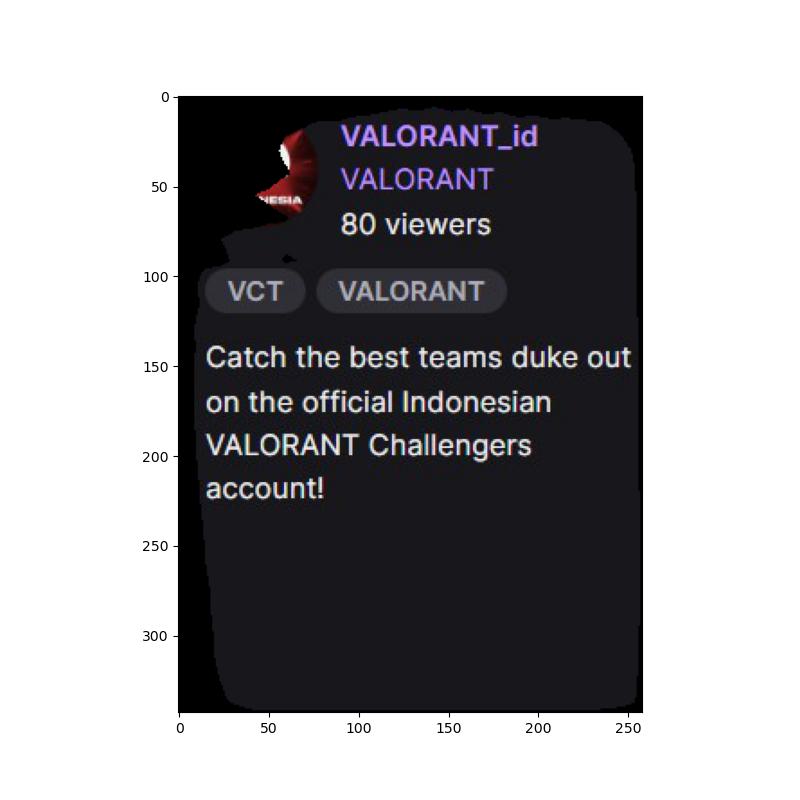 VALORANT_id
VALORANT
80 viewers
NESIA
VCT VALORANT
Catch the best teams duke out
on the official Indonesian
VALORANT Challengers
account!
0
50
100
150
200
250
300
0 50 100 150 200 250